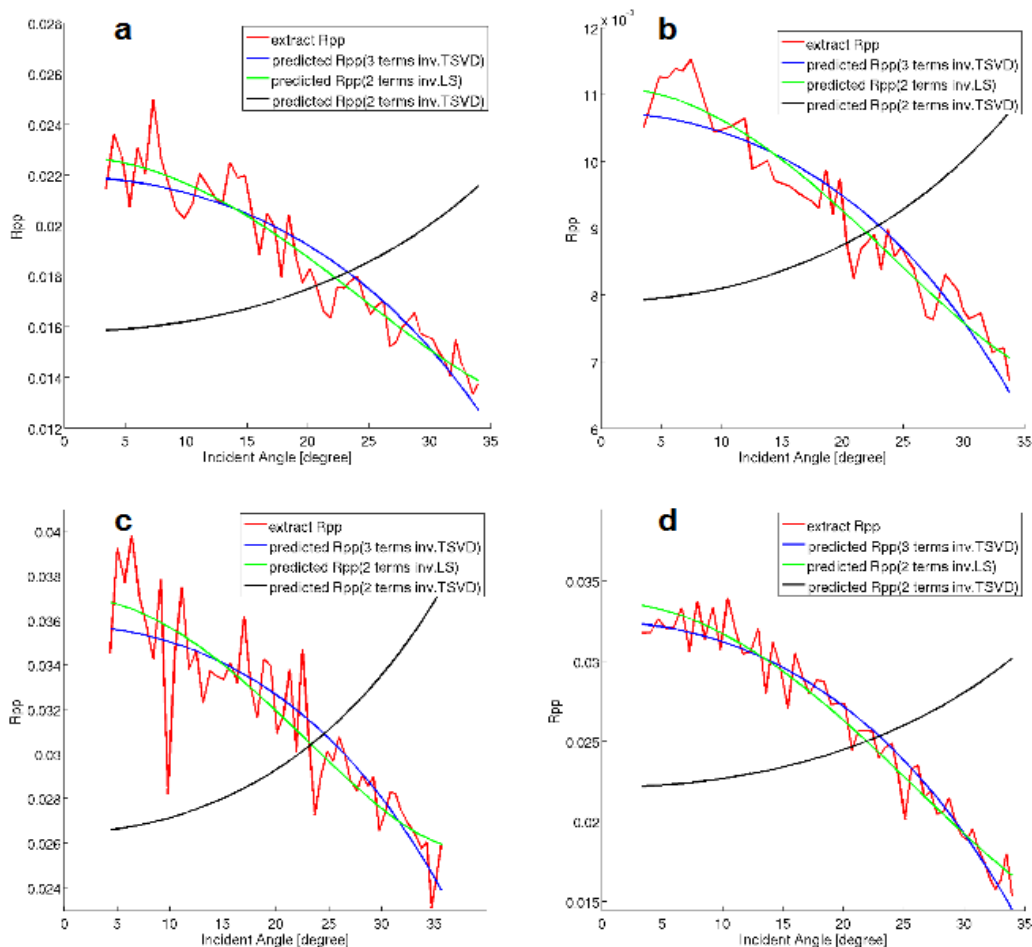 a
0.028
0.026
0.024
0.022
0.02
0.018
0.016
0.014
0.012
Rpp
0 5 10 15 20 25 30 35
Incident Angle [degree]
extract Rpp
predicted Rpp(3 terms inv.TSVD)
predicted Rpp(2 terms inv.LS)
predicted Rpp(2 terms inv.TSVD)
b
x 10⁻³
12
11
10
9
8
7
6
Rpp
0 5 10 15 20 25 30 35
Incident Angle [degree]
extract Rpp
predicted Rpp(3 terms inv.TSVD)
predicted Rpp(2 terms inv.LS)
predicted Rpp(2 terms inv.TSVD)
c
0.04
0.038
0.036
0.034
0.032
0.03
0.028
0.026
0.024
Rpp
0 5 10 15 20 25 30 35
Incident Angle [degree]
extract Rpp
predicted Rpp(3 terms inv.TSVD)
predicted Rpp(2 terms inv.LS)
predicted Rpp(2 terms inv.TSVD)
d
0.035
0.03
0.025
0.02
0.015
Rpp
0 5 10 15 20 25 30 35
Incident Angle [degree]
extract Rpp
predicted Rpp(3 terms inv.TSVD)
predicted Rpp(2 terms inv.LS)
predicted Rpp(2 terms inv.TSVD)